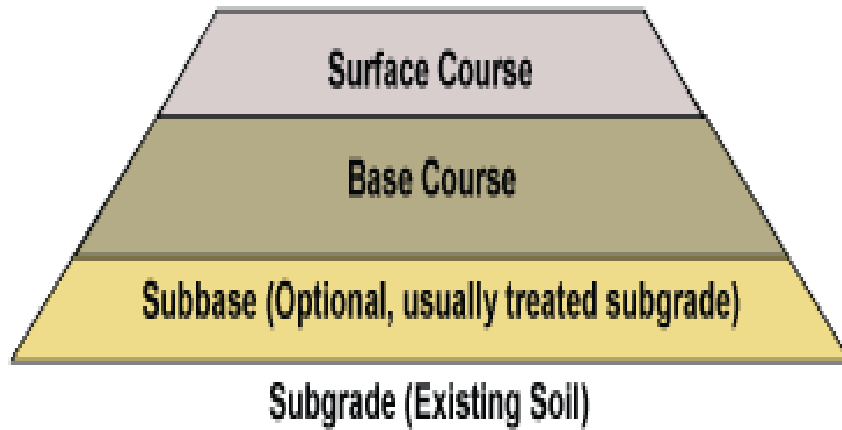 Surface Course
Base Course
Subbase (Optional, usually treated subgrade)
Subgrade (Existing Soil)